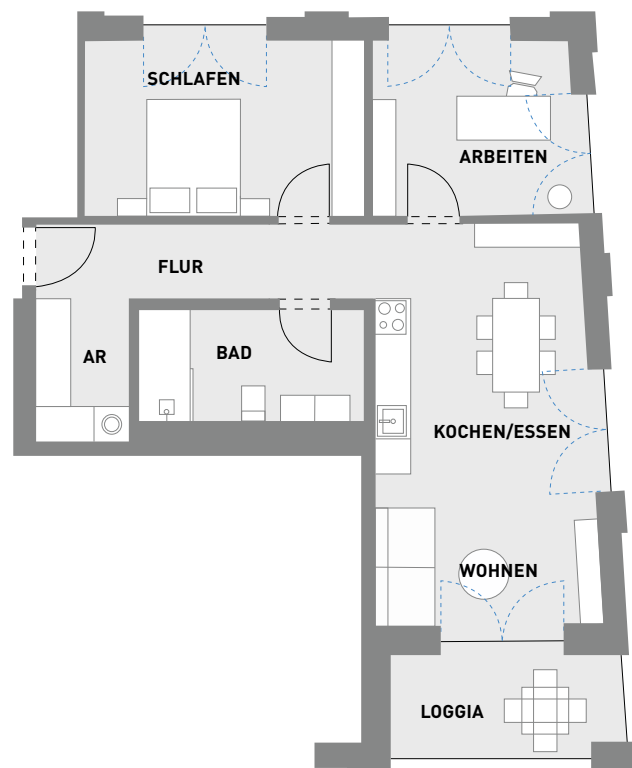 SCHLAFEN
ARBEITEN
FLUR
AR
BAD
KOCHEN/ESSEN
WOHNEN
LOGGIA